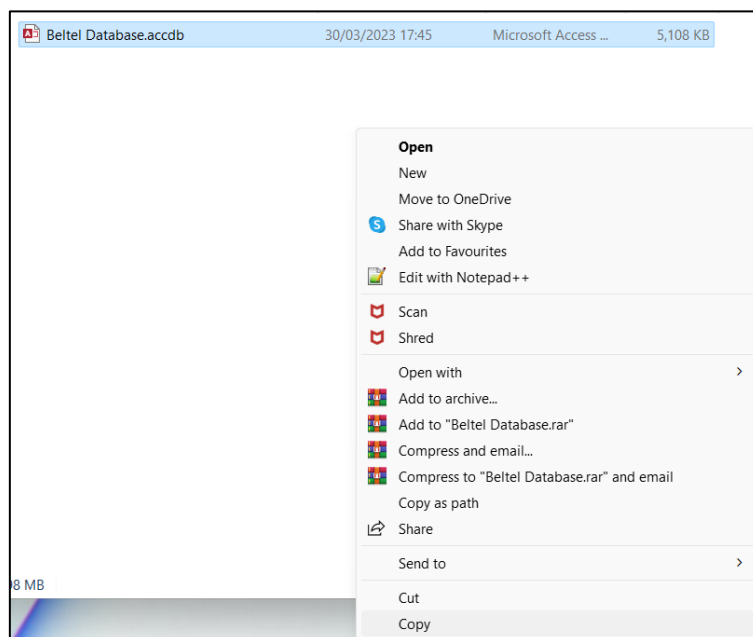 Beltel Database.accdb 30/03/2023 17:45 Microsoft Access ... 5,108 KB
Open
New
Move to OneDrive
Share with Skype
Add to Favourites
Edit with Notepad++
Scan
Shred
Open with
Add to archive...
Add to "Beltel Database.rar"
Compress and email...
Compress to "Beltel Database.rar" and email
Copy as path
Share
Send to
8 MB
Cut
Copy